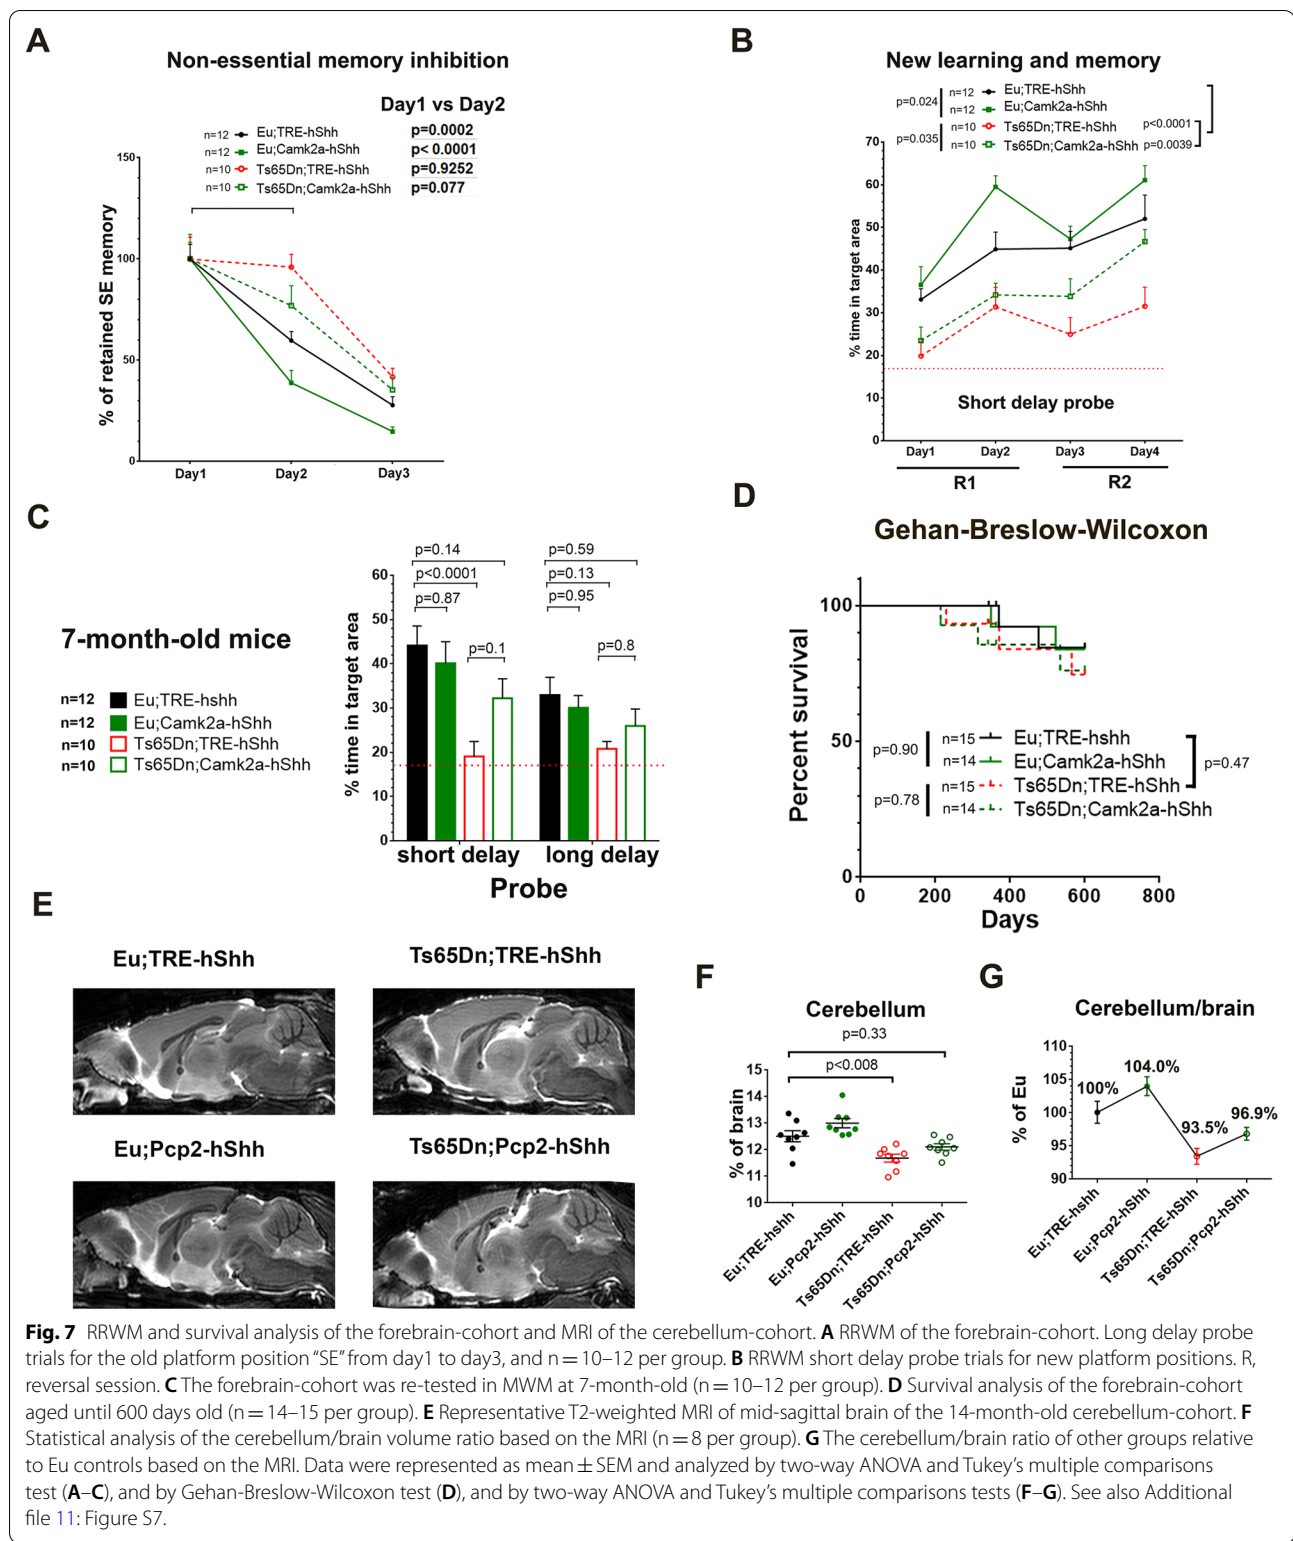 A
Non-essential memory inhibition
Day1 vs Day2
n=12 Eu;TRE-hShh p=0.0002
n=12 Eu;Camk2a-hShh p< 0.0001
n=10 Ts65Dn;TRE-hShh p=0.9252
n=10 Ts65Dn;Camk2a-hShh p=0.077
% of retained SE memory
150
100
50
0
Day1 Day2 Day3
B
New learning and memory
p=0.024
n=12 Eu;TRE-hShh
n=12 Eu;Camk2a-hShh
p=0.035
n=10 Ts65Dn;TRE-hShh p<0.0001
n=10 Ts65Dn;Camk2a-hShh p=0.0039
% time in target area
70
60
50
40
30
20
10
0
Short delay probe
Day1 Day2 Day3 Day4
R1 R2
C
7-month-old mice
n=12 Eu;TRE-hshh
n=12 Eu;Camk2a-hShh
n=10 Ts65Dn;TRE-hShh
n=10 Ts65Dn;Camk2a-hShh
% time in target area
60
50
40
30
20
10
0
p=0.14
p<0.0001
p=0.87
p=0.1
p=0.59
p=0.13
p=0.95
p=0.8
short delay long delay
Probe
D
Gehan-Breslow-Wilcoxon
Percent survival
100
50
0
p=0.90
n=15 Eu;TRE-hshh
n=14 Eu;Camk2a-hShh
p=0.78
n=15 Ts65Dn;TRE-hShh
n=14 Ts65Dn;Camk2a-hShh
p=0.47
0 200 400 600 800
Days
E
Eu;TRE-hShh Ts65Dn;TRE-hShh
Eu;Pcp2-hShh Ts65Dn;Pcp2-hShh
F
Cerebellum
p=0.33
p<0.008
% of brain
15
14
13
12
11
10
Eu;TRE-hshh
Eu;Pcp2-hShh
Ts65Dn;TRE-hShh
Ts65Dn;Pcp2-hShh
G
Cerebellum/brain
% of Eu
110
105
100
95
90
100%
104.0%
93.5%
96.9%
Eu;TRE-hshh
Eu;Pcp2-hShh
Ts65Dn;TRE-hShh
Ts65Dn;Pcp2-hShh
Fig. 7 RRWM and survival analysis of the forebrain-cohort and MRI of the cerebellum-cohort. A RRWM of the forebrain-cohort. Long delay probe
trials for the old platform position “SE” from day1 to day3, and n = 10–12 per group. B RRWM short delay probe trials for new platform positions. R,
reversal session. C The forebrain-cohort was re-tested in MWM at 7-month-old (n = 10–12 per group). D Survival analysis of the forebrain-cohort
aged until 600 days old (n = 14–15 per group). E Representative T2-weighted MRI of mid-sagittal brain of the 14-month-old cerebellum-cohort. F
Statistical analysis of the cerebellum/brain volume ratio based on the MRI (n = 8 per group). G The cerebellum/brain ratio of other groups relative
to Eu controls based on the MRI. Data were represented as mean ± SEM and analyzed by two-way ANOVA and Tukey’s multiple comparisons
test (A–C), and by Gehan-Breslow-Wilcoxon test (D), and by two-way ANOVA and Tukey’s multiple comparisons tests (F–G). See also Additional
file 11: Figure S7.